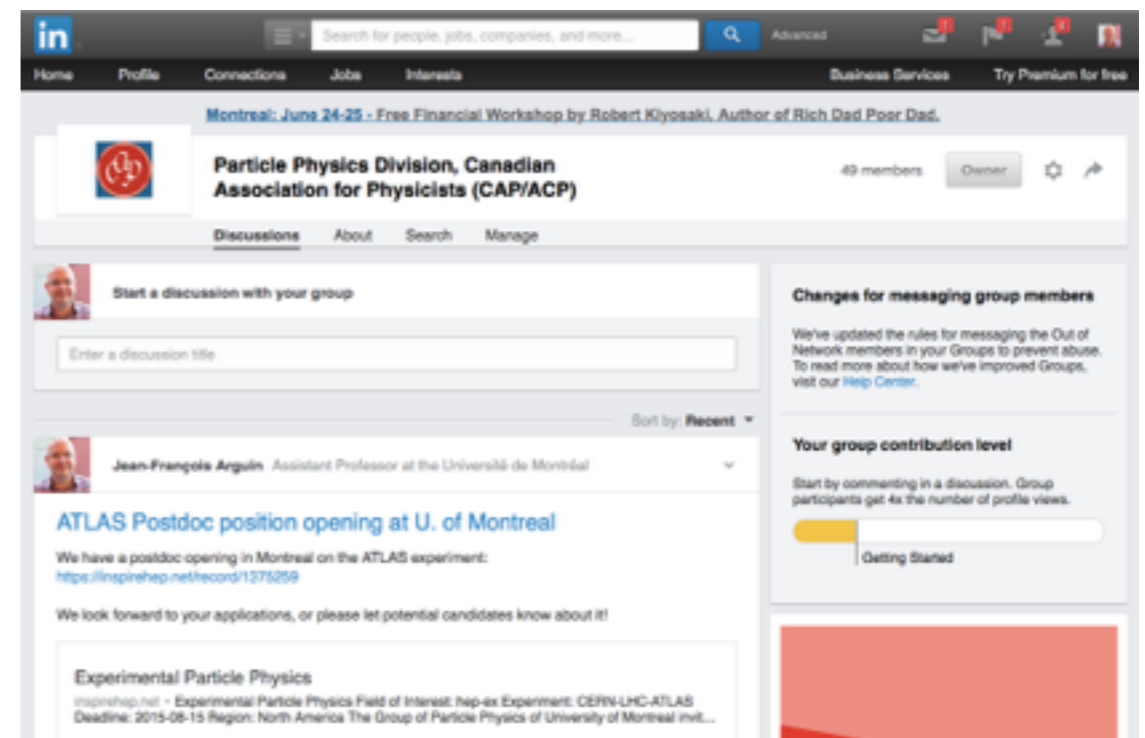 in
Search for people, jobs, companies, and more...
Advanced
Home Profile Connections Jobs Interests Business Services Try Premium for free
Montreal: June 24-25 - Free Financial Workshop by Robert Kiyosaki, Author of Rich Dad Poor Dad.
Particle Physics Division, Canadian
Association for Physicists (CAP/ACP)
49 members
Owner
Discussions About Search Manage
Start a discussion with your group
Enter a discussion title
Sort by: Recent
Jean-François Arguin Assistant Professor at the Université de Montréal
ATLAS Postdoc position opening at U. of Montreal
We have a postdoc opening in Montreal on the ATLAS experiment:
https://inspirehep.net/record/1375259
We look forward to your applications, or please let potential candidates know about it!
Experimental Particle Physics
inspirehep.net - Experimental Particle Physics Field of Interest: hep-ex Experiment: CERN-LHC-ATLAS
Deadline: 2015-08-15 Region: North America The Group of Particle Physics of University of Montreal invit...
Changes for messaging group members
We've updated the rules for messaging the Out of
Network members in your Groups to prevent abuse.
To read more about how we've improved Groups,
visit our Help Center.
Your group contribution level
Start by commenting in a discussion. Group
participants get 4x the number of profile views.
Getting Started